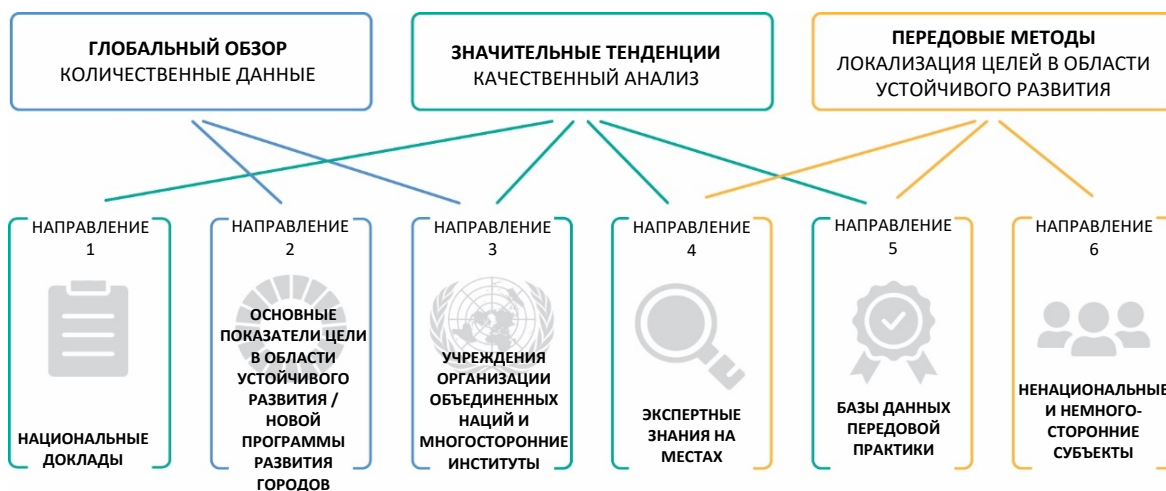 ГЛОБАЛЬНЫЙ ОБЗОР
КОЛИЧЕСТВЕННЫЕ ДАННЫЕ
ЗНАЧИТЕЛЬНЫЕ ТЕНДЕНЦИИ
КАЧЕСТВЕННЫЙ АНАЛИЗ
ПЕРЕДОВЫЕ МЕТОДЫ
ЛОКАЛИЗАЦИЯ ЦЕЛЕЙ В ОБЛАСТИ
УСТОЙЧИВОГО РАЗВИТИЯ
НАПРАВЛЕНИЕ
1
НАЦИОНАЛЬНЫЕ
ДОКЛАДЫ
НАПРАВЛЕНИЕ
2
ОСНОВНЫЕ
ПОКАЗАТЕЛИ ЦЕЛИ
В ОБЛАСТИ
УСТОЙЧИВОГО
РАЗВИТИЯ /
НОВОЙ
ПРОГРАММЫ
РАЗВИТИЯ
ГОРОДОВ
НАПРАВЛЕНИЕ
3
УЧРЕЖДЕНИЯ
ОРГАНИЗАЦИИ
ОБЪЕДИНЕННЫХ
НАЦИЙ И
МНОГОСТОРОННИЕ
ИНСТИТУТЫ
НАПРАВЛЕНИЕ
4
ЭКСПЕРТНЫЕ
ЗНАНИЯ НА
МЕСТАХ
НАПРАВЛЕНИЕ
5
БАЗЫ ДАННЫХ
ПЕРЕДОВОЙ
ПРАКТИКИ
НАПРАВЛЕНИЕ
6
НЕНАЦИОНАЛЬНЫЕ
И НЕМНОГО-
СТОРОННИЕ
СУБЪЕКТЫ